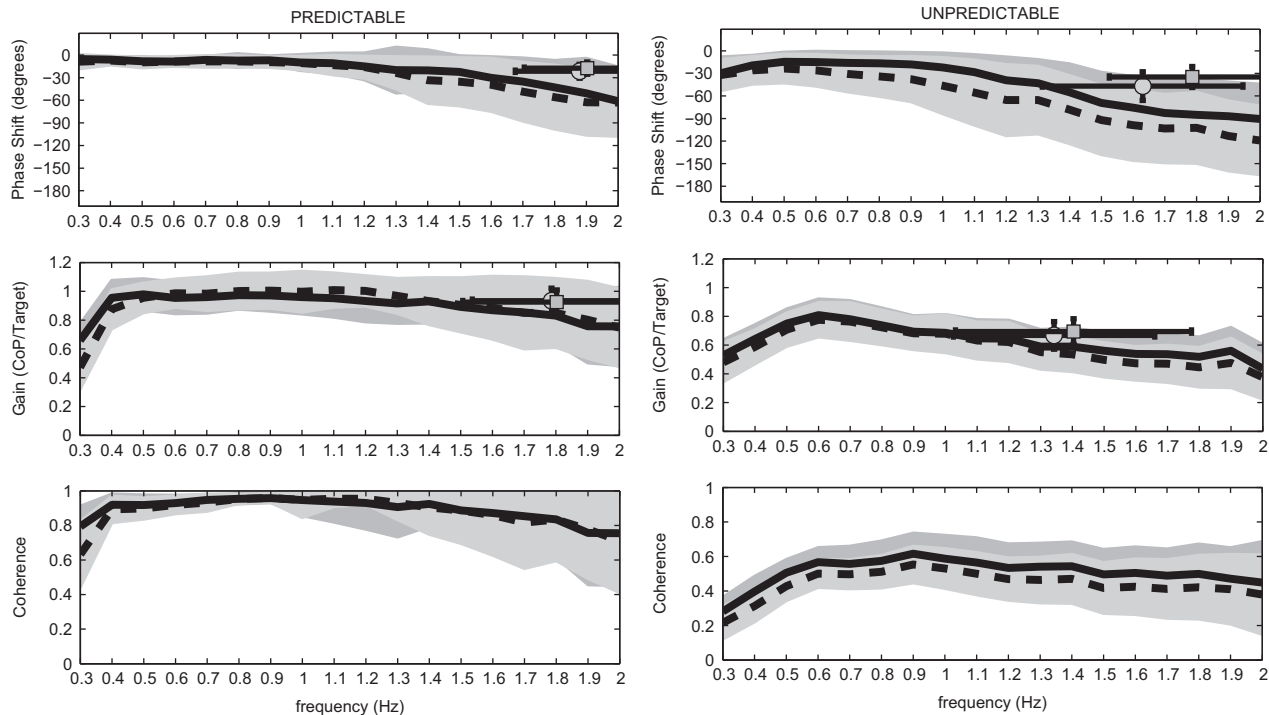 PREDICTABLE
Phase Shift (degrees)
0
−30
−60
−90
−120
−150
−180
0.3 0.4 0.5 0.6 0.7 0.8 0.9 1 1.1 1.2 1.3 1.4 1.5 1.6 1.7 1.8 1.9 2
Gain (CoP/Target)
1.2
1
0.8
0.6
0.4
0.2
0
0.3 0.4 0.5 0.6 0.7 0.8 0.9 1 1.1 1.2 1.3 1.4 1.5 1.6 1.7 1.8 1.9 2
Coherence
1
0.8
0.6
0.4
0.2
0
0.3 0.4 0.5 0.6 0.7 0.8 0.9 1 1.1 1.2 1.3 1.4 1.5 1.6 1.7 1.8 1.9 2
frequency (Hz)
UNPREDICTABLE
Phase Shift (degrees)
0
−30
−60
−90
−120
−150
−180
0.3 0.4 0.5 0.6 0.7 0.8 0.9 1 1.1 1.2 1.3 1.4 1.5 1.6 1.7 1.8 1.9 2
Gain (CoP/Target)
1.2
1
0.8
0.6
0.4
0.2
0
0.3 0.4 0.5 0.6 0.7 0.8 0.9 1 1.1 1.2 1.3 1.4 1.5 1.6 1.7 1.8 1.9 2
Coherence
1
0.8
0.6
0.4
0.2
0
0.3 0.4 0.5 0.6 0.7 0.8 0.9 1 1.1 1.2 1.3 1.4 1.5 1.6 1.7 1.8 1.9 2
frequency (Hz)